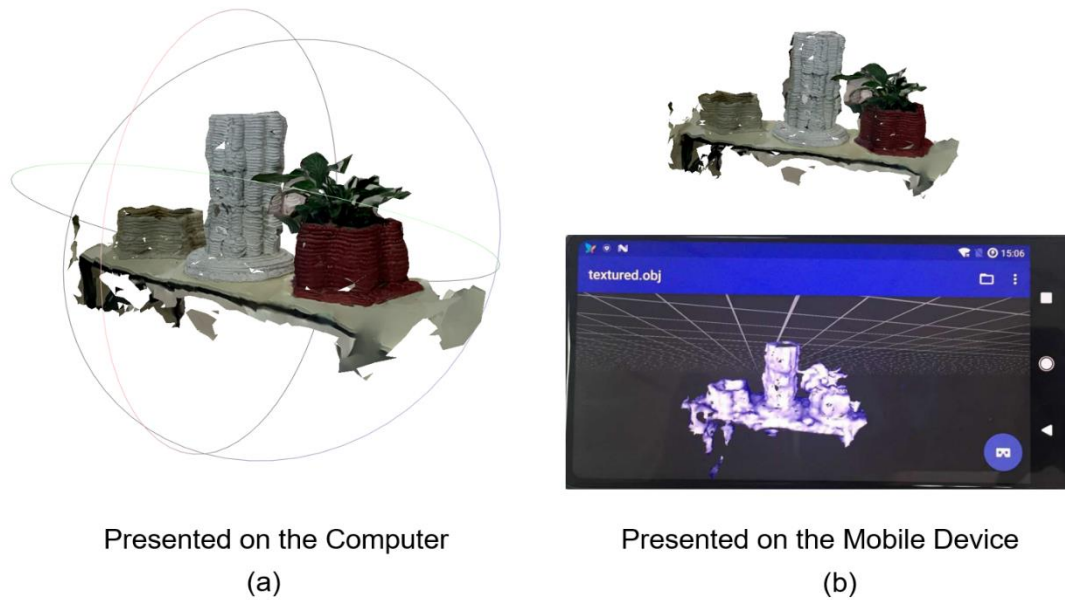 15:06
textured.obj
Presented on the Computer
Presented on the Mobile Device
(a)
(b)